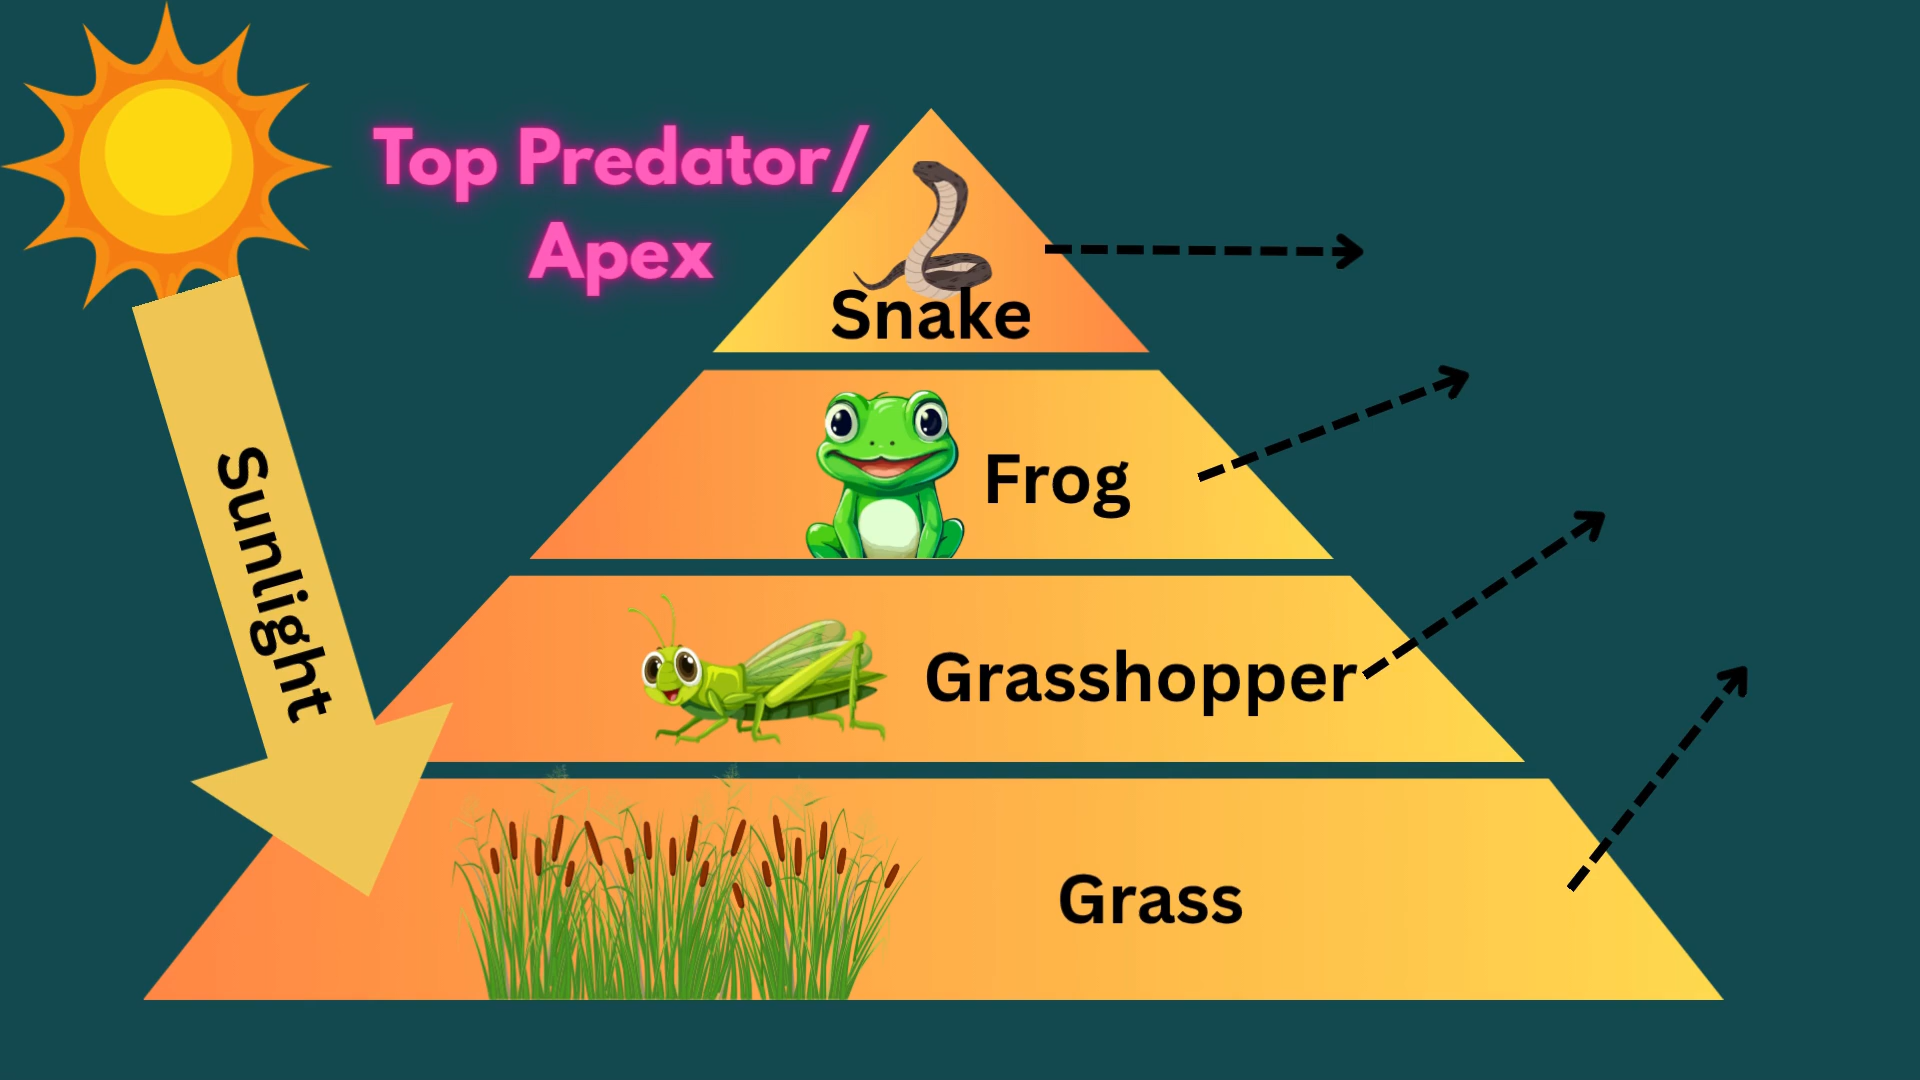 Top Predator/
Apex
Snake
Sunlight
Frog
Grasshopper
Grass